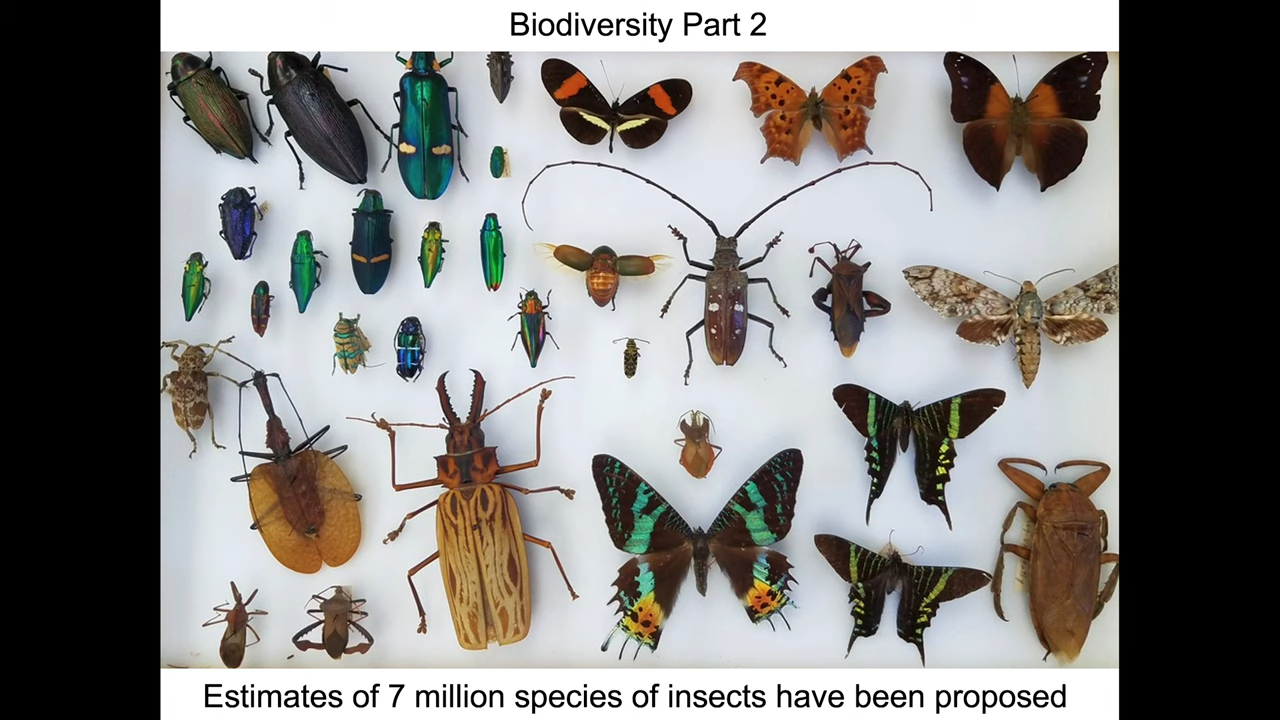 Biodiversity Part 2
Estimates of 7 million species of insects have been proposed